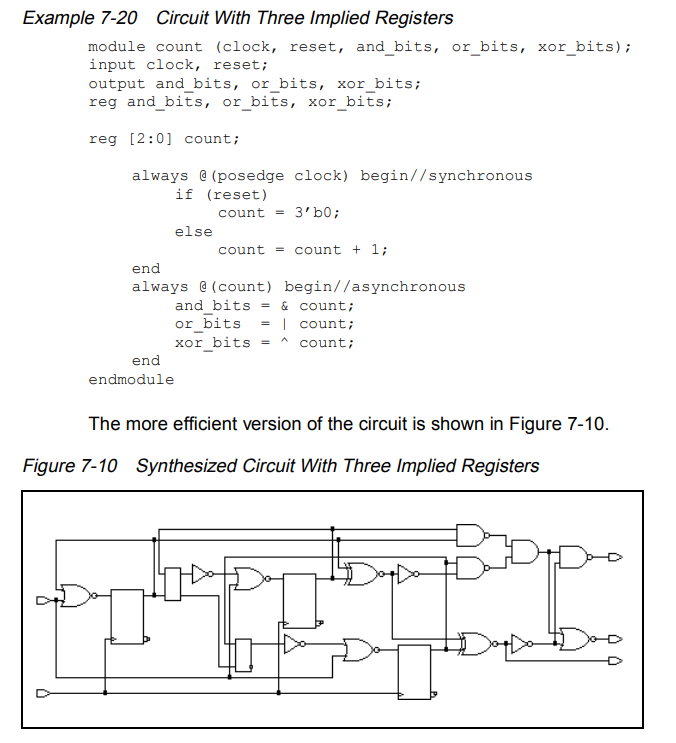 Example 7-20 Circuit With Three Implied Registers
module count (clock, reset, and_bits, or_bits, xor_bits);
input clock, reset;
output and_bits, or_bits, xor_bits;
reg and_bits, or_bits, xor_bits;
reg [2:0] count;
always @(posedge clock) begin//synchronous
if (reset)
count = 3'b0;
else
count = count + 1;
end
always @(count) begin//asynchronous
and_bits = & count;
or_bits = | count;
xor_bits = ^ count;
end
endmodule
The more efficient version of the circuit is shown in Figure 7-10.
Figure 7-10 Synthesized Circuit With Three Implied Registers